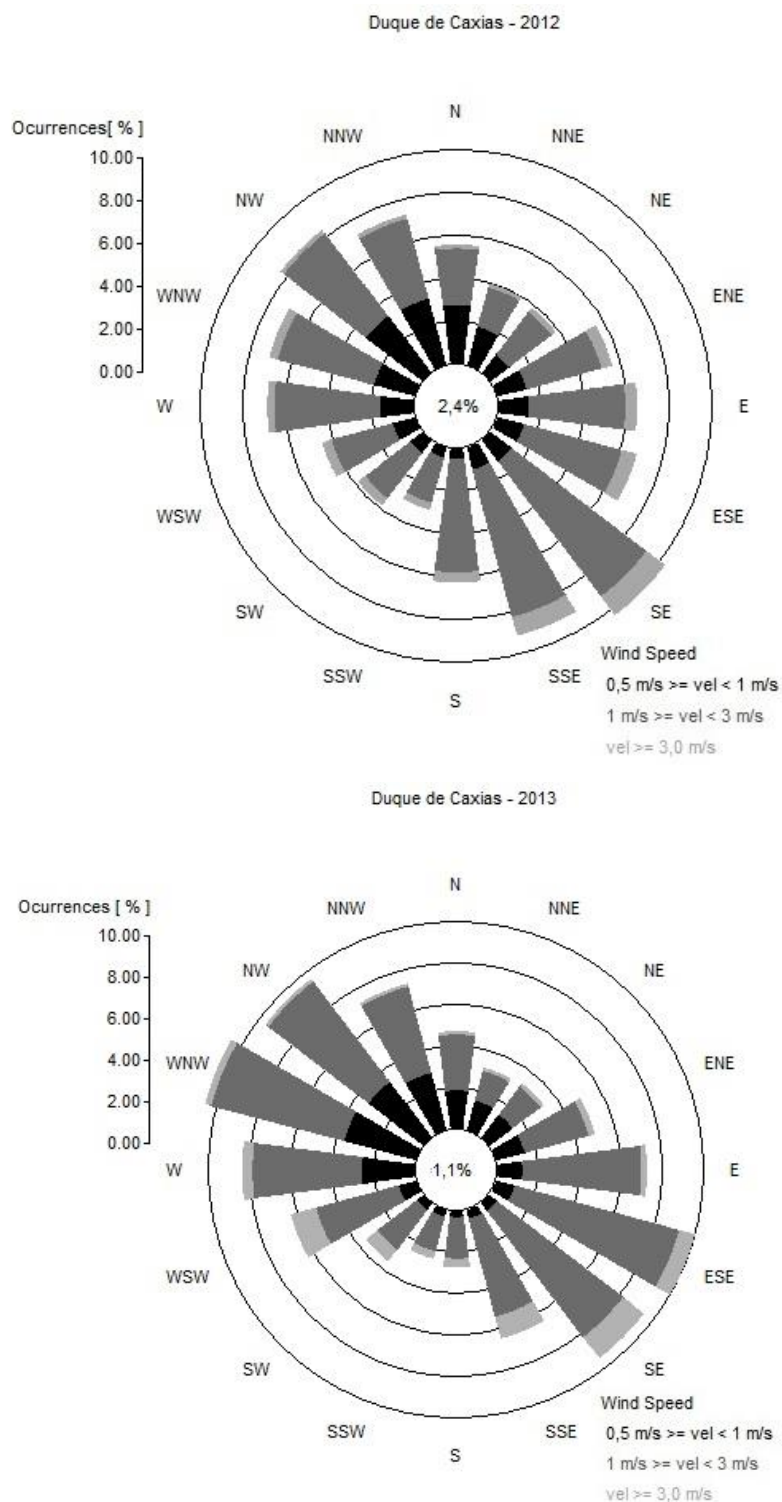 Duque de Caxias - 2012
N
Ocurrences[ % ]
NNW
NNE
10.00
8.00
NW
NE
6.00
4.00
WNW
ENE
2.00
0.00
W
2,4%
E
WSW
ESE
SW
SE
Wind Speed
SSW
SSE
0,5 m/s >= vel < 1 m/s
S
1 m/s >= vel < 3 m/s
vel >= 3,0 m/s
Duque de Caxias - 2013
N
Ocurrences [ % ]
NNW
NNE
10.00
NW
NE
8.00
6.00
4.00
WNW
ENE
2.00
0.00
W
1,1%
E
WSW
ESE
SW
SE
Wind Speed
SSW
SSE
0,5 m/s >= vel < 1 m/s
S
1 m/s >= vel < 3 m/s
vel >= 3,0 m/s